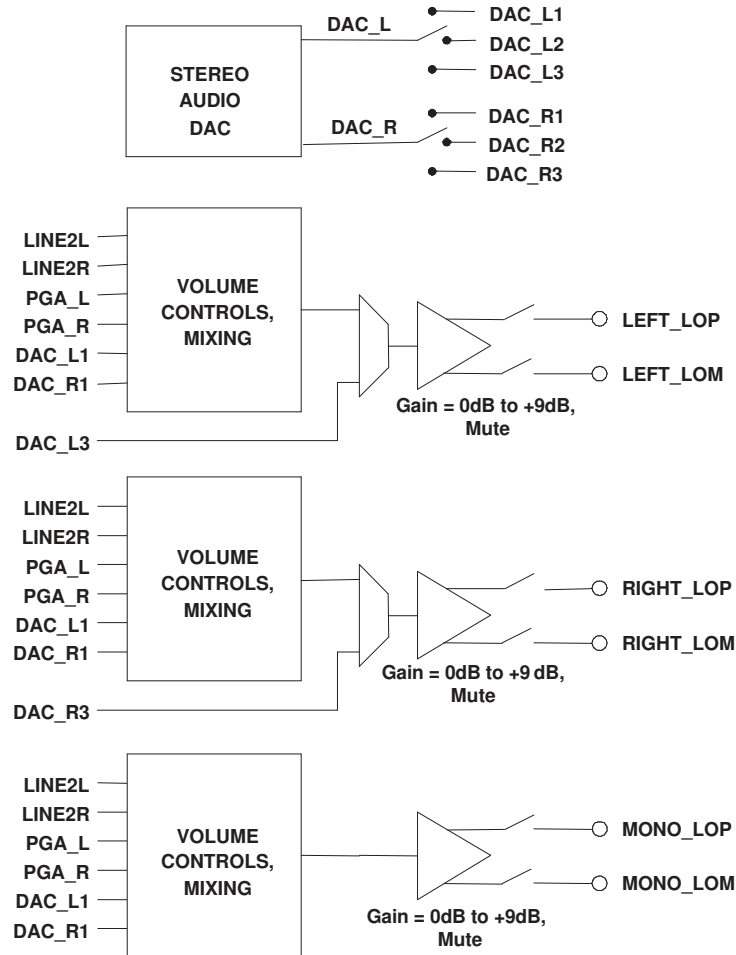 DAC_L
DAC_L1
DAC_L2
DAC_L3
STEREO
AUDIO
DAC
DAC_R
DAC_R1
DAC_R2
DAC_R3
LINE2L
LINE2R
PGA_L
PGA_R
DAC_L1
DAC_R1
DAC_L3
VOLUME
CONTROLS,
MIXING
Gain = 0dB to +9dB,
Mute
LEFT_LOP
LEFT_LOM
LINE2L
LINE2R
PGA_L
PGA_R
DAC_L1
DAC_R1
DAC_R3
VOLUME
CONTROLS,
MIXING
Gain = 0dB to +9 dB,
Mute
RIGHT_LOP
RIGHT_LOM
LINE2L
LINE2R
PGA_L
PGA_R
DAC_L1
DAC_R1
VOLUME
CONTROLS,
MIXING
Gain = 0dB to +9dB,
Mute
MONO_LOP
MONO_LOM